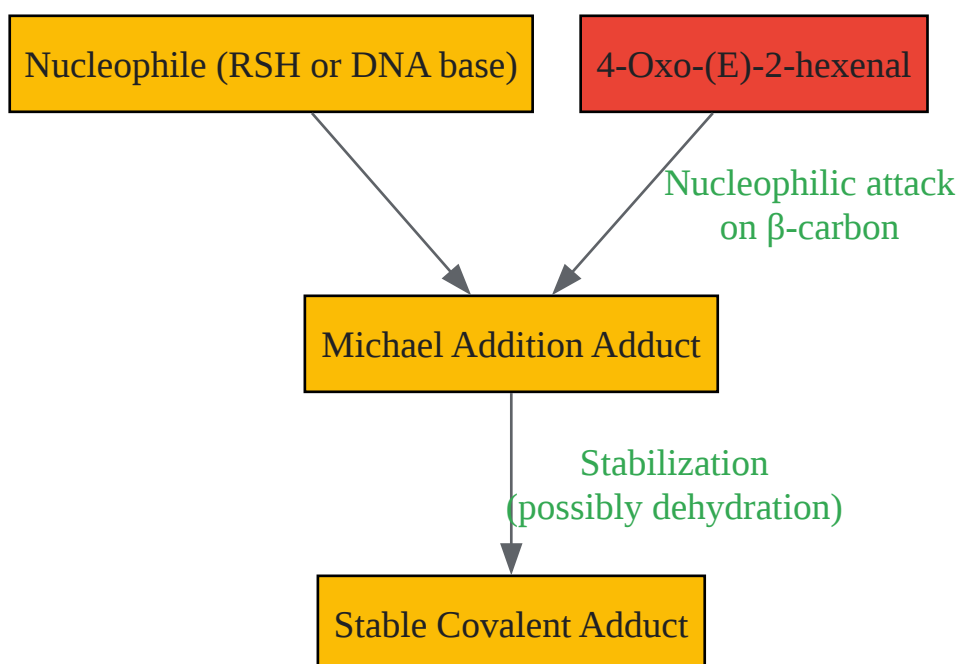 Nucleophile (RSH or DNA base)
4-Oxo-(E)-2-hexenal
Nucleophilic attack
on β-carbon
Michael Addition Adduct
Stabilization
(possibly dehydration)
Stable Covalent Adduct